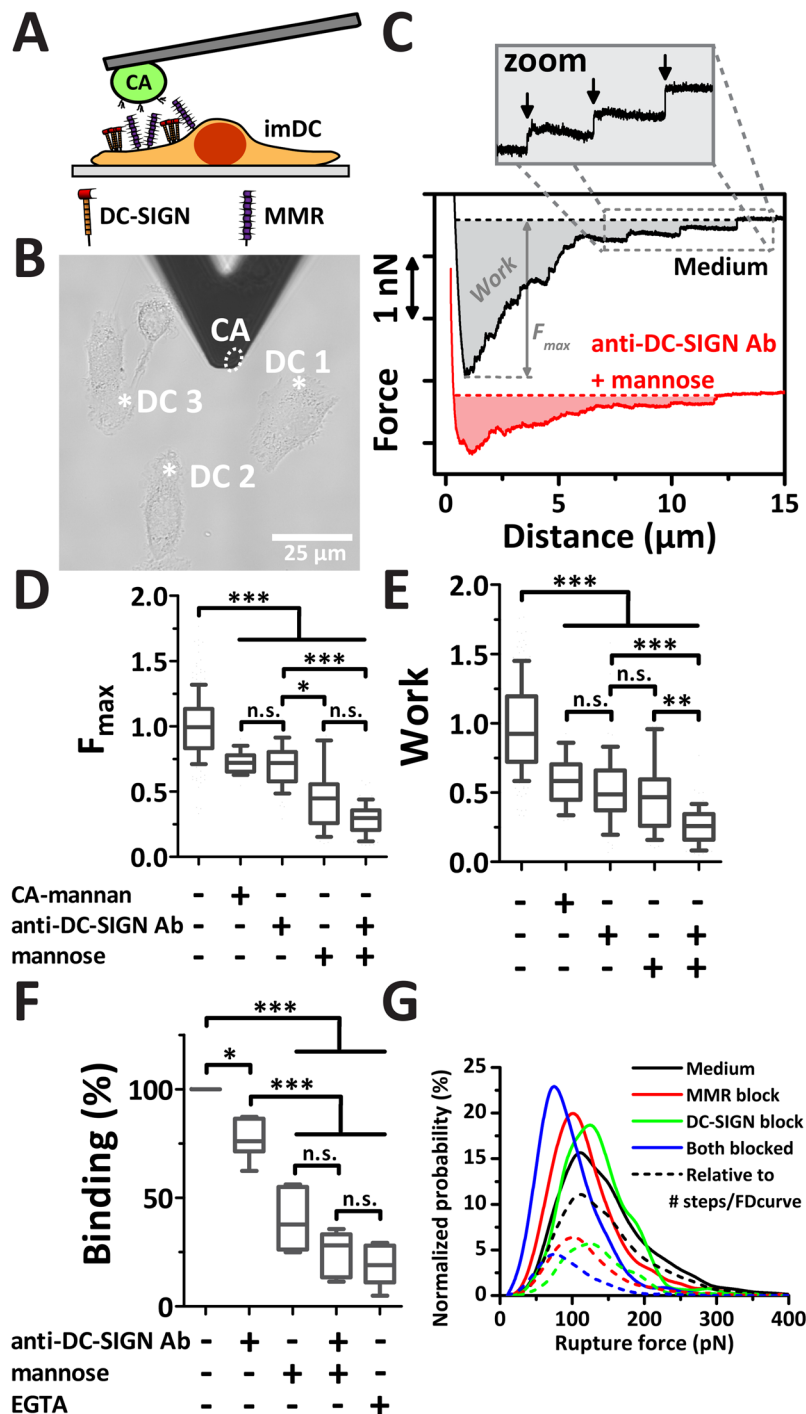 A
CA
imDC
DC-SIGN
MMR
B
CA
DC 1
DC 3
DC 2
25 µm
C
zoom
Medium
Work
F max
1 nN
anti-DC-SIGN Ab
+ mannose
Force
0 5 10 15
Distance (µm)
D
2.0
1.5
1.0
0.5
0.0
F max
***
***
*
n.s.
n.s.
CA-mannan - + - - -
anti-DC-SIGN Ab - - + - +
mannose - - - + +
E
2.0
1.5
1.0
0.5
0.0
Work
***
***
n.s.
n.s.
**
- + - - -
- - + - +
- - - + +
F
100
50
0
Binding (%)
***
*
***
n.s.
n.s.
anti-DC-SIGN Ab - + - + -
mannose - - + + -
EGTA - - - - +
G
25
20
15
10
5
0
Normalized probability (%)
Medium
MMR block
DC-SIGN block
Both blocked
Relative to
# steps/FDcurve
0 100 200 300 400
Rupture force (pN)